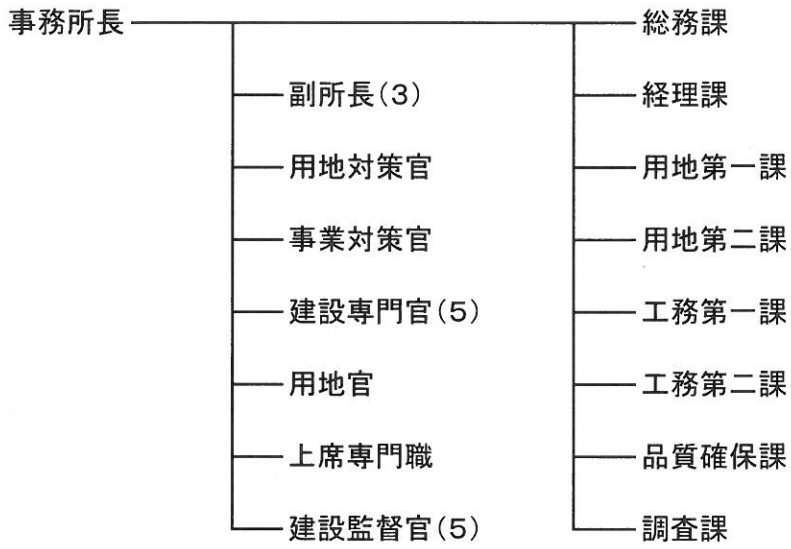 事務所長
総務課
副所長(3)
経理課
用地対策官
用地第一課
事業対策官
用地第二課
建設専門官(5)
工務第一課
用地官
工務第二課
上席専門職
品質確保課
建設監督官(5)
調査課